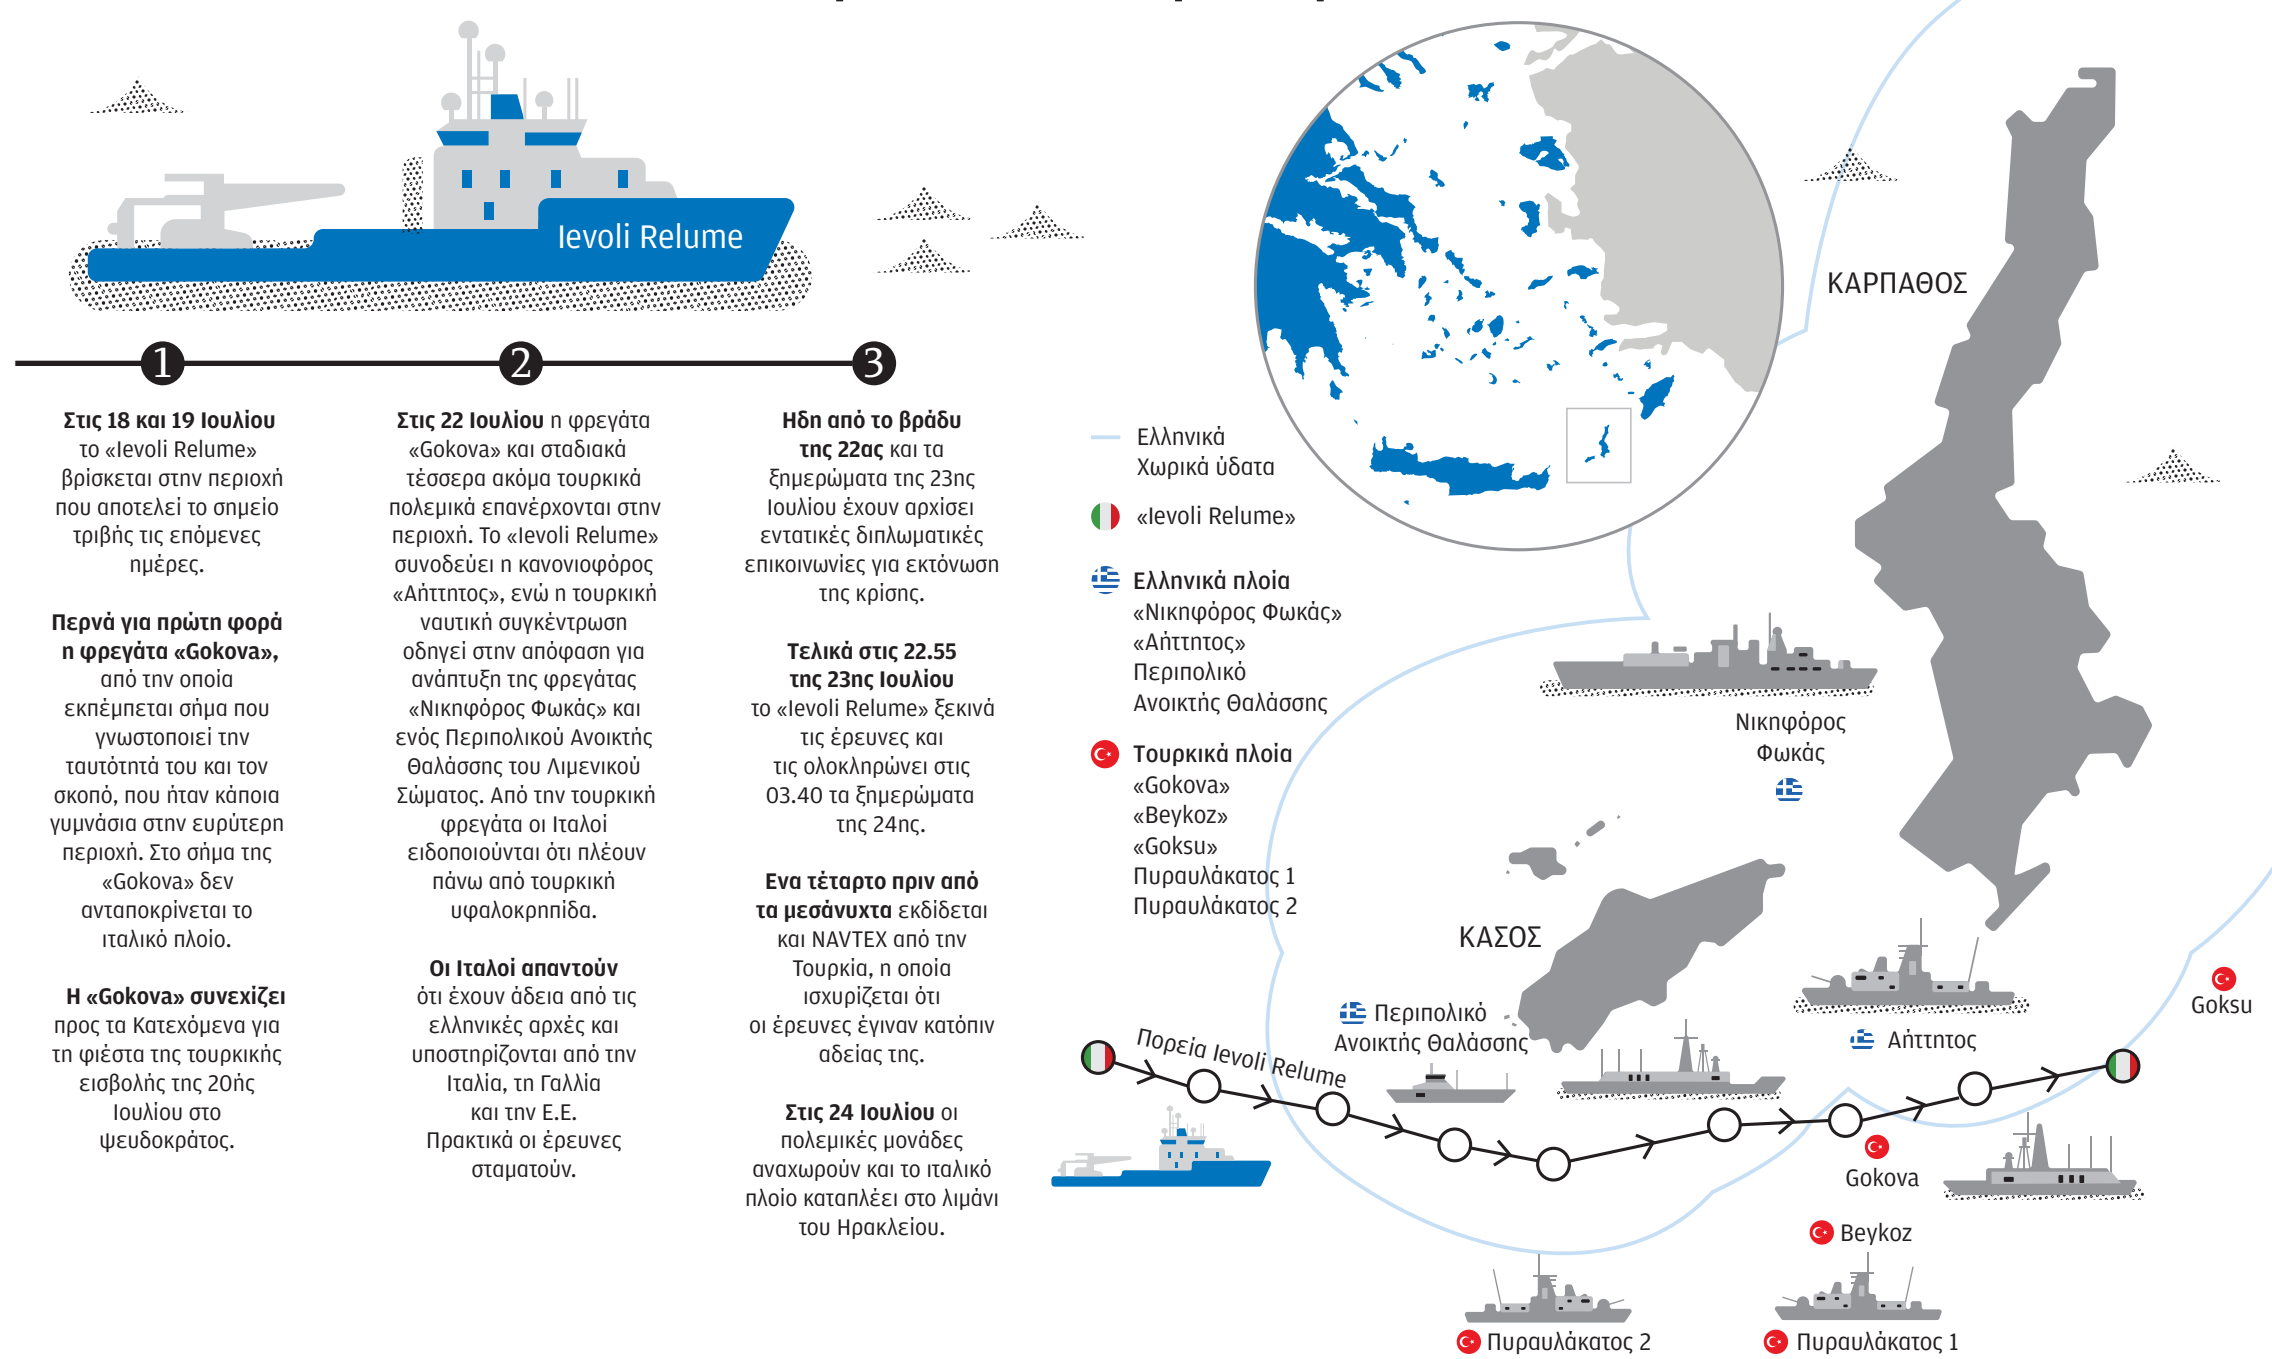 Ievoli Relume
1
Στις 18 και 19 Ιουλίου
το «Ievoli Relume»
βρίσκεται στην περιοχή
που αποτελεί το σημείο
τριβής τις επόμενες
ημέρες.
Περνά για πρώτη φορά
η φρεγάτα «Gokova»,
από την οποία
εκπέμπεται σήμα που
γνωστοποιεί την
ταυτότητά του και τον
σκοπό, που ήταν κάποια
γυμνάσια στην ευρύτερη
περιοχή. Στο σήμα της
«Gokova» δεν
ανταποκρίνεται το
ιταλικό πλοίο.
Η «Gokova» συνεχίζει
προς τα Κατεχόμενα για
τη φιέστα της τουρκικής
εισβολής της 20ής
Ιουλίου στο
ψευδοκράτος.
2
Στις 22 Ιουλίου η φρεγάτα
«Gokova» και σταδιακά
τέσσερα ακόμα τουρκικά
πολεμικά επανέρχονται στην
περιοχή. Το «Ievoli Relume»
συνοδεύει η κανονιοφόρος
«Αήττητος», ενώ η τουρκική
ναυτική συγκέντρωση
οδηγεί στην απόφαση για
ανάπτυξη της φρεγάτας
«Νικηφόρος Φωκάς» και
ενός Περιπολικού Ανοικτής
Θαλάσσης του Λιμενικού
Σώματος. Από την τουρκική
φρεγάτα οι Ιταλοί
ειδοποιούνται ότι πλέουν
πάνω από τουρκική
υφαλοκρηπίδα.
Οι Ιταλοί απαντούν
ότι έχουν άδεια από τις
ελληνικές αρχές και
υποστηρίζονται από την
Ιταλία, τη Γαλλία
και την Ε.Ε.
Πρακτικά οι έρευνες
σταματούν.
3
Ηδη από το βράδυ
της 22ας και τα
ξημερώματα της 23ης
Ιουλίου έχουν αρχίσει
εντατικές διπλωματικές
επικοινωνίες για εκτόνωση
της κρίσης.
Τελικά στις 22.55
της 23ης Ιουλίου
το «Ievoli Relume» ξεκινά
τις έρευνες και
τις ολοκληρώνει στις
03.40 τα ξημερώματα
της 24ης.
Ενα τέταρτο πριν από
τα μεσάνυχτα εκδίδεται
και NAVTEX από την
Τουρκία, η οποία
ισχυρίζεται ότι
οι έρευνες έγιναν κατόπιν
αδείας της.
Στις 24 Ιουλίου οι
πολεμικές μονάδες
αναχωρούν και το ιταλικό
πλοίο καταπλέει στο λιμάνι
του Ηρακλείου.
Ελληνικά
Χωρικά ύδατα
«Ievoli Relume»
Ελληνικά πλοία
«Νικηφόρος Φωκάς»
«Αήττητος»
Περιπολικό
Ανοικτής Θαλάσσης
Τουρκικά πλοία
«Gokova»
«Beykoz»
«Goksu»
Πυραυλάκατος 1
Πυραυλάκατος 2
ΚΑΡΠΑΘΟΣ
Νικηφόρος
Φωκάς
ΚΑΣΟΣ
Περιπολικό
Ανοικτής Θαλάσσης
Πορεία Ievoli Relume
Αήττητος
Goksu
Gokova
Beykoz
Πυραυλάκατος 2
Πυραυλάκατος 1